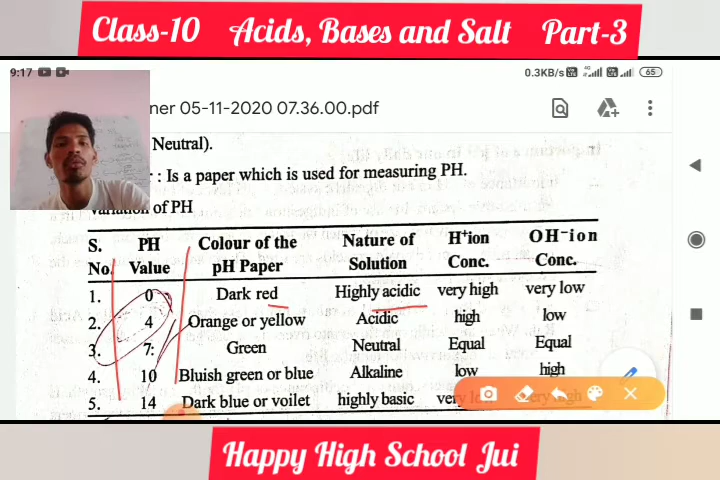 Class-10 Acids, Bases and Salt Part-3
9:17 0.3KB/s 65
ner 05-11-2020 07.36.00.pdf
Neutral).
: Is a paper which is used for measuring PH.
Variation of PH
S. No. PH Value Colour of the pH Paper Nature of Solution H+ion Conc. OH-ion Conc.
1. 0 Dark red Highly acidic very high very low
2. 4 Orange or yellow Acidic high low
3. 7: Green Neutral Equal Equal
4. 10 Bluish green or blue Alkaline low high
5. 14 Dark blue or voilet highly basic
Happy High School Jui